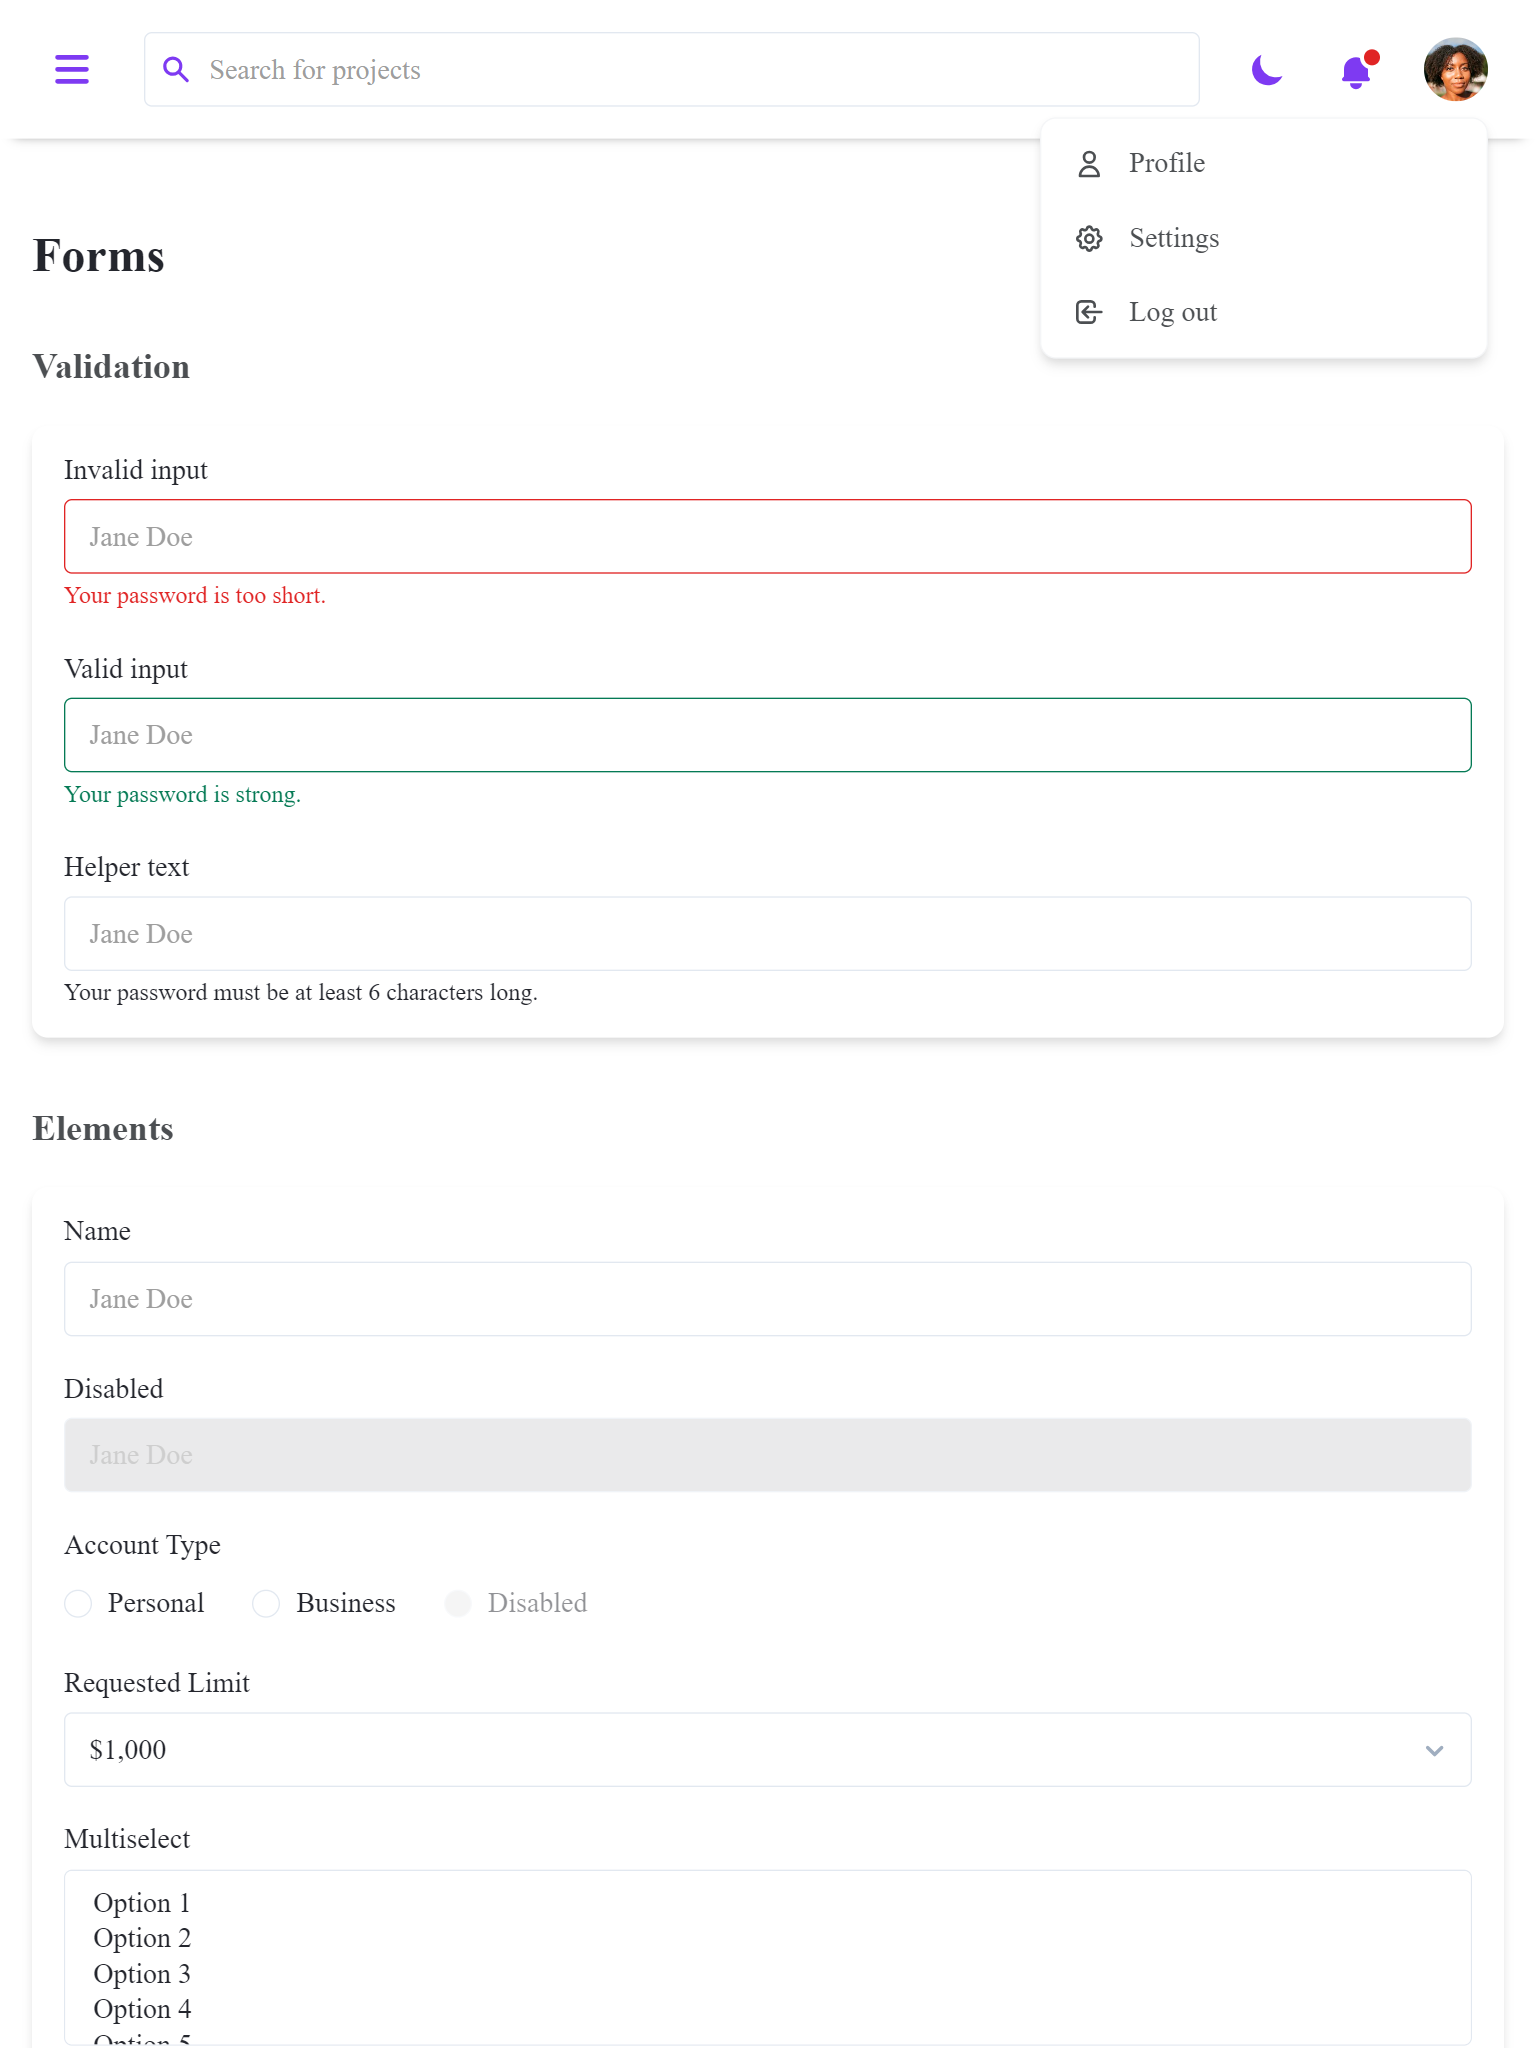 Search for projects
Profile
Settings
Log out
Forms
Validation
Invalid input
Jane Doe
Your password is too short.
Valid input
Jane Doe
Your password is strong.
Helper text
Jane Doe
Your password must be at least 6 characters long.
Elements
Name
Jane Doe
Disabled
Jane Doe
Account Type
Personal Business Disabled
Requested Limit
$1,000
Multiselect
Option 1
Option 2
Option 3
Option 4
Option 5